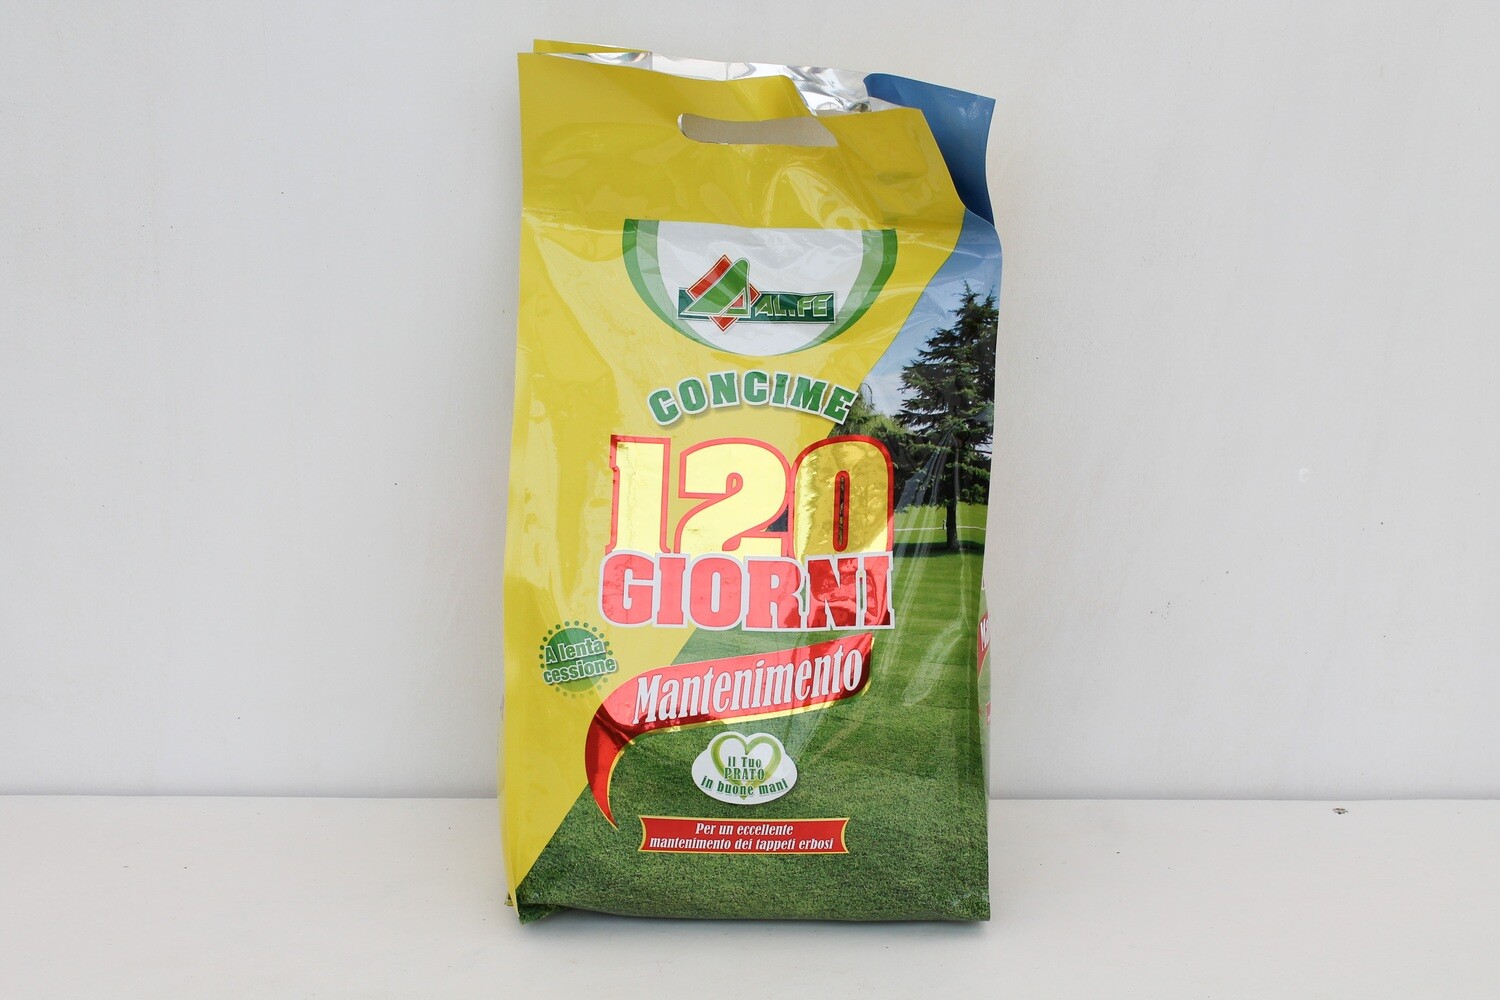 AL.FE
CONCIME
120
GIORNI
A lenta
cessione
Mantenimento
il Tuo
PRATO
in buone mani
Per un eccellente
mantenimento dei tappeti erbosi